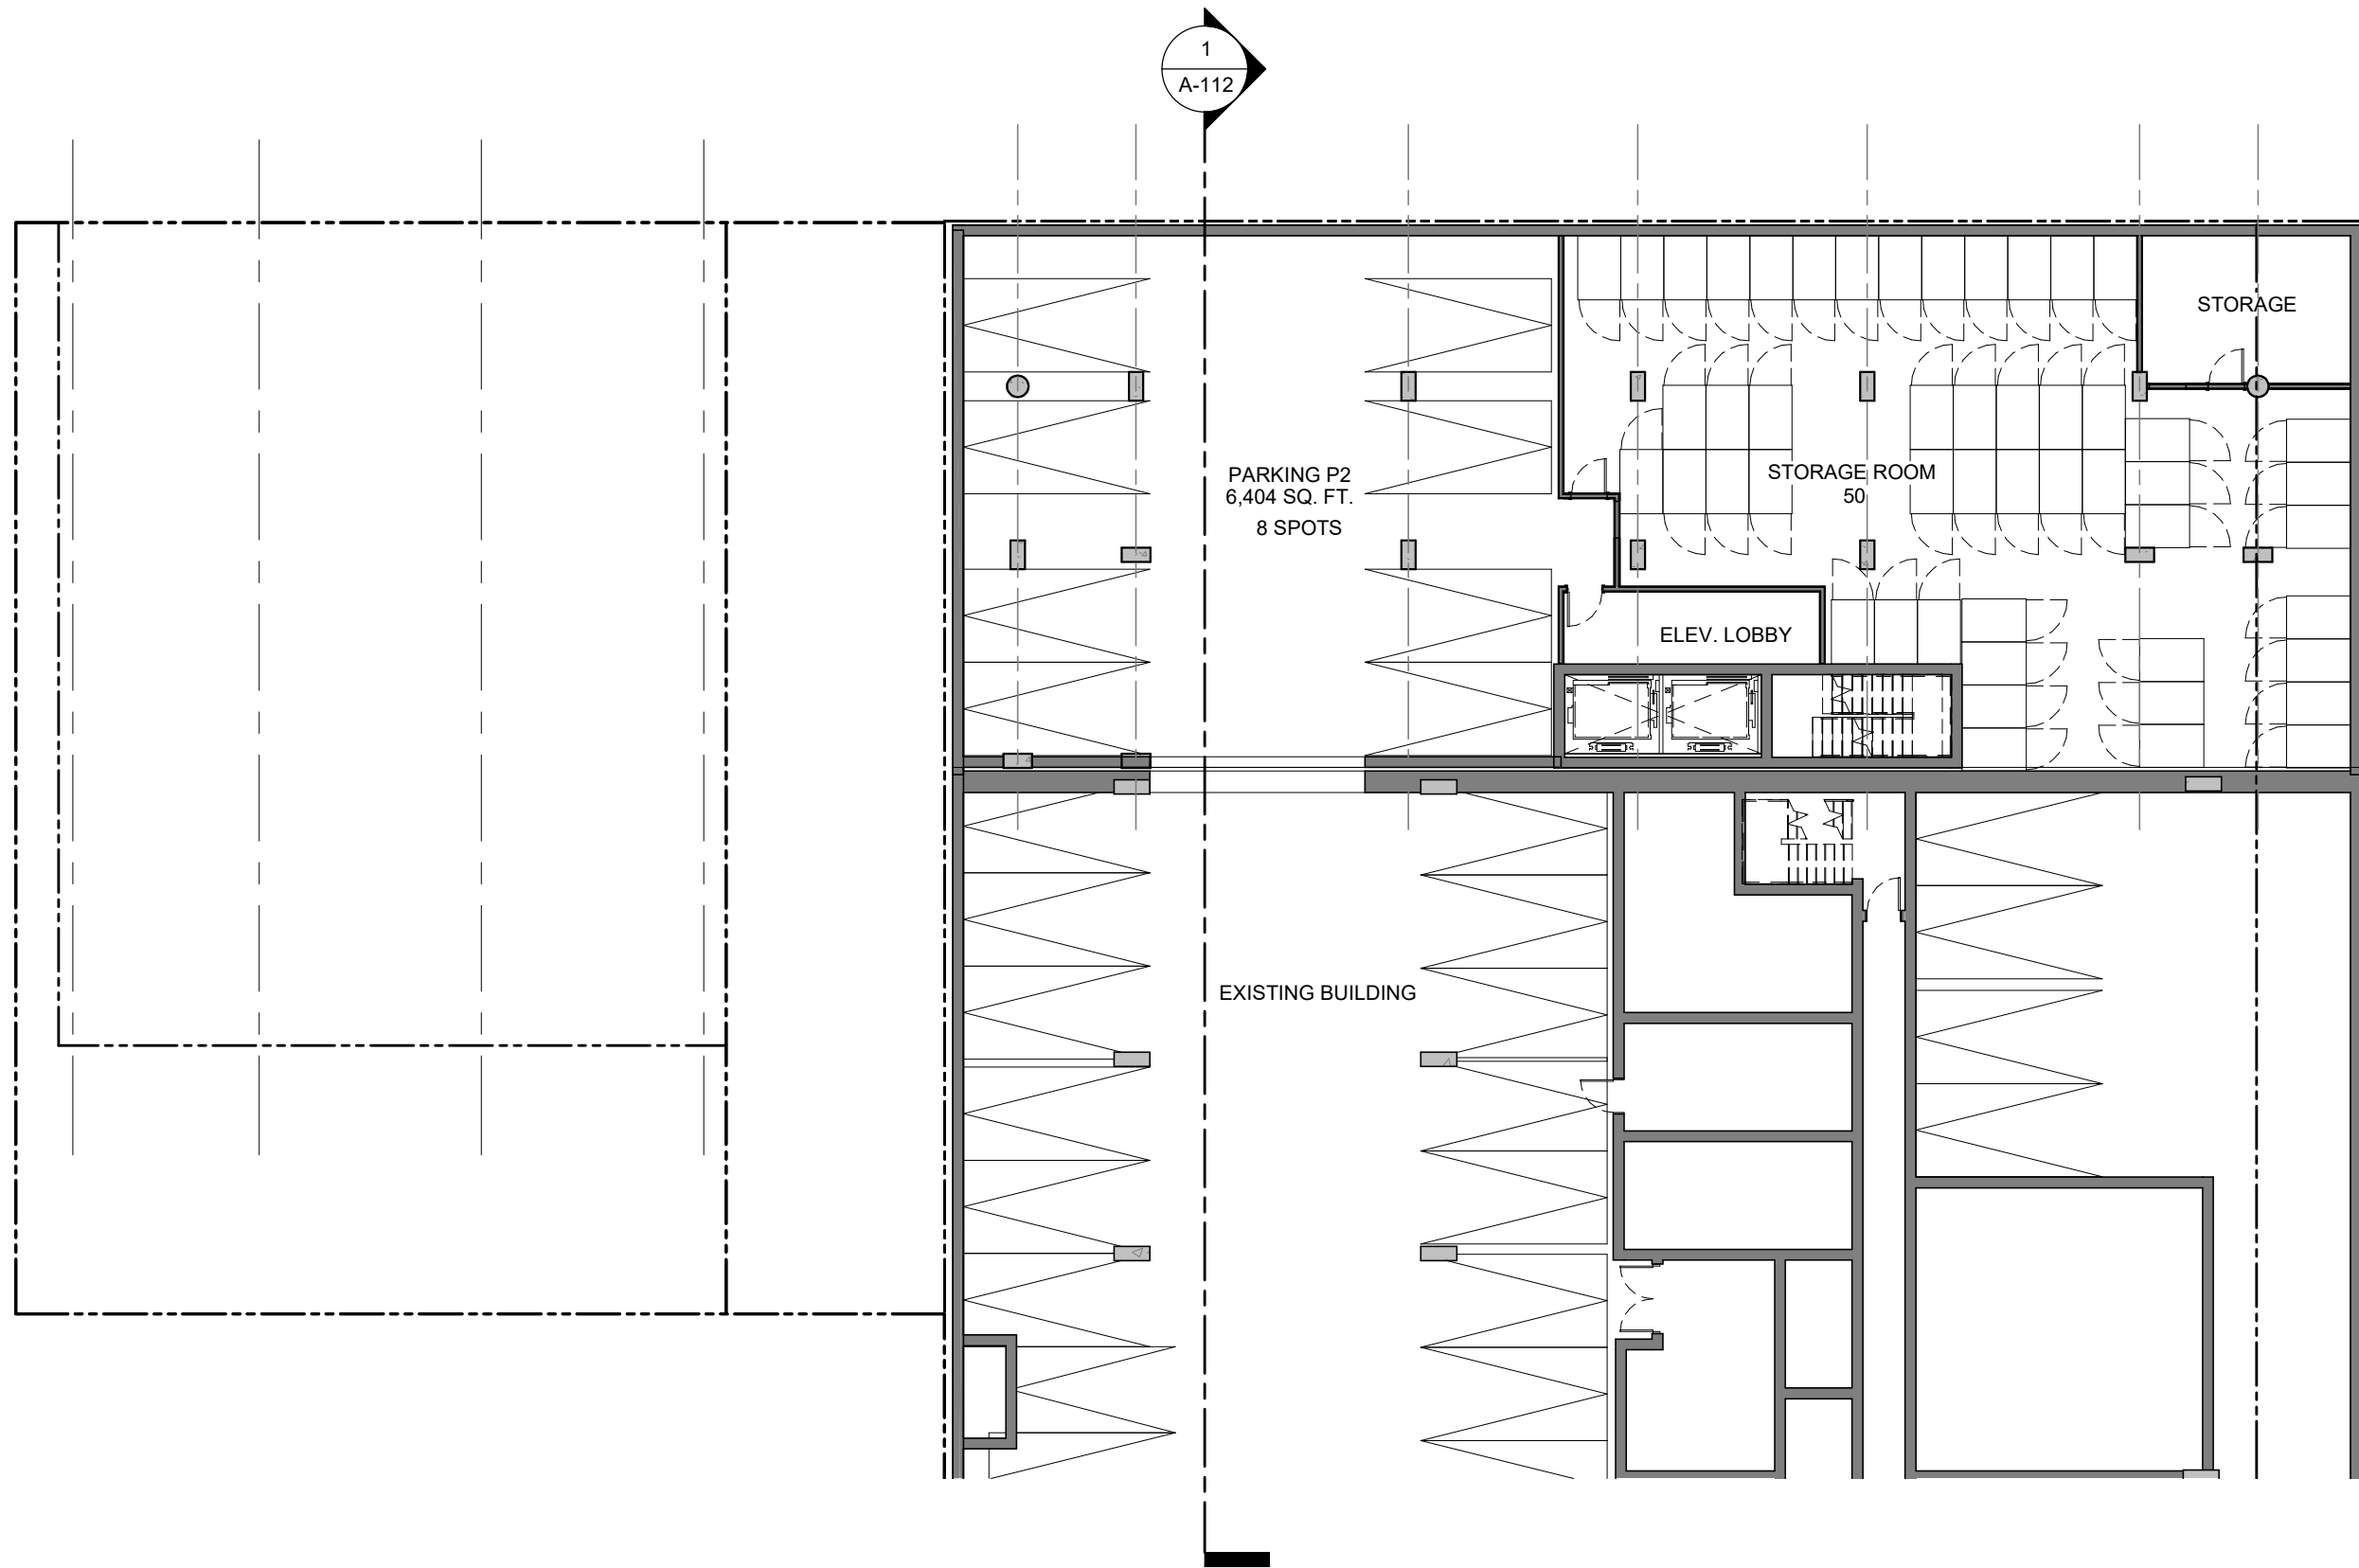 1
A-112
STORAGE
PARKING P2
6,404 SQ. FT.
8 SPOTS
STORAGE ROOM
50
ELEV. LOBBY
EXISTING BUILDING